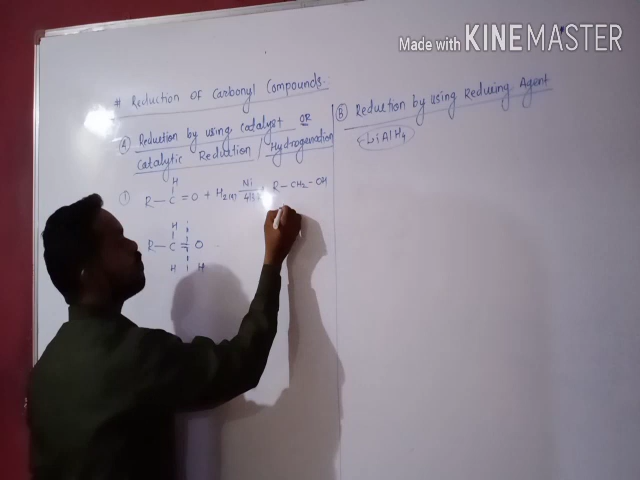 Made with KINEMASTER
# Reduction of Carbonyl Compounds:
(A) Reduction by using Catalyst OR
Catalytic Reduction / Hydrogenation
H
① R – C = O + H2(g) Ni R – CH2 – OH
H
R – C = O
H H
(B) Reduction by using Reducing Agent
LiAlH4